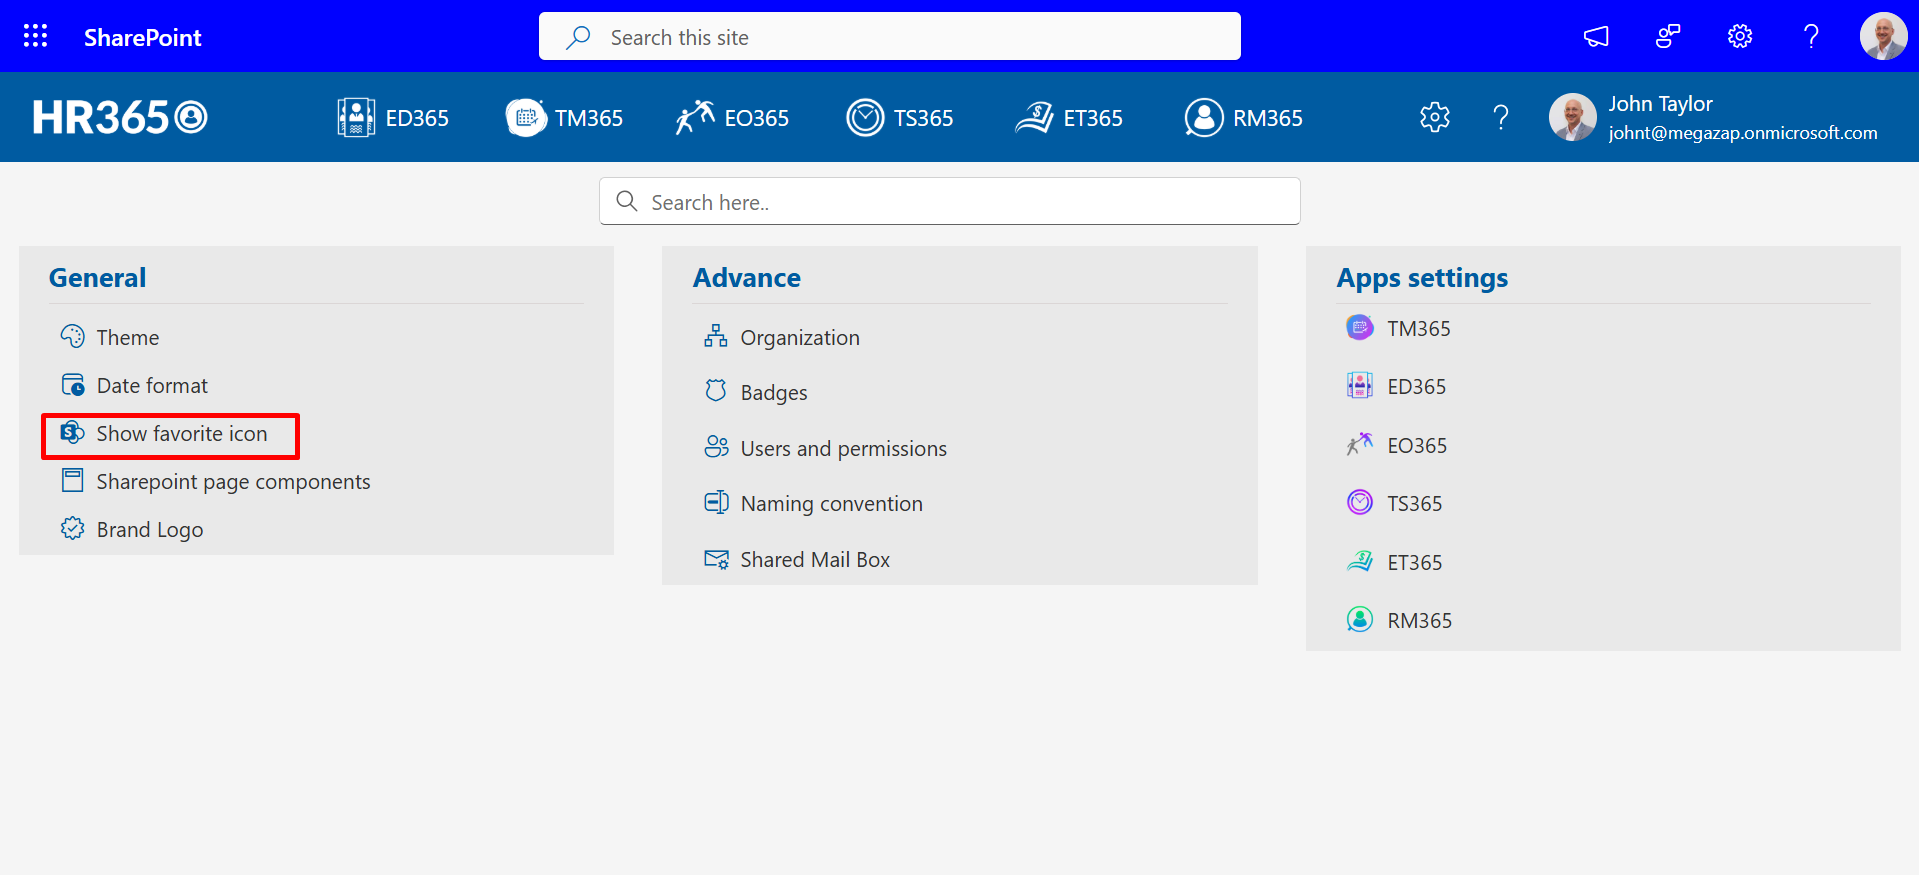 SharePoint
Search this site
HR365
ED365
TM365
EO365
TS365
ET365
RM365
John Taylor
johnt@megazap.onmicrosoft.com
Search here..
General
Theme
Date format
Show favorite icon
Sharepoint page components
Brand Logo
Advance
Organization
Badges
Users and permissions
Naming convention
Shared Mail Box
Apps settings
TM365
ED365
EO365
TS365
ET365
RM365